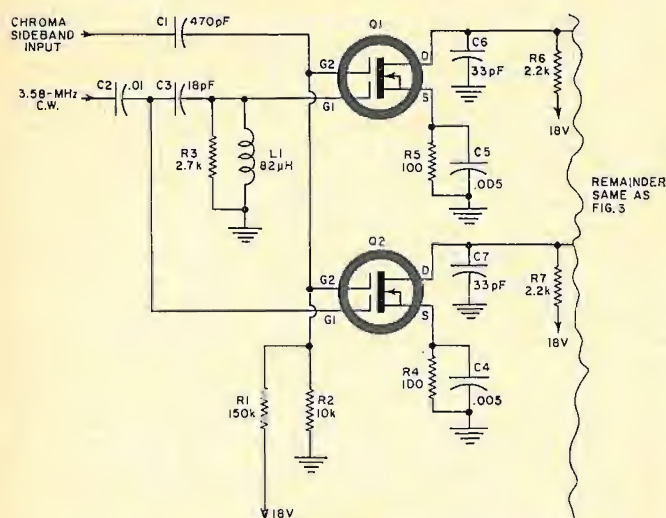 CHROMA
SIDEBAND
INPUT
C1
470pF
3.58-MHz
C.W.
C2
.01
C3
18pF
R3
2.7k
L1
82µH
Q1
G2
G1
D
S
C6
33pF
R6
2.2k
18V
R5
100
C5
.005
REMAINDER
SAME AS
FIG. 3
Q2
G2
G1
D
S
C7
33pF
R7
2.2k
18V
R4
100
C4
.005
R1
150k
R2
10k
18V